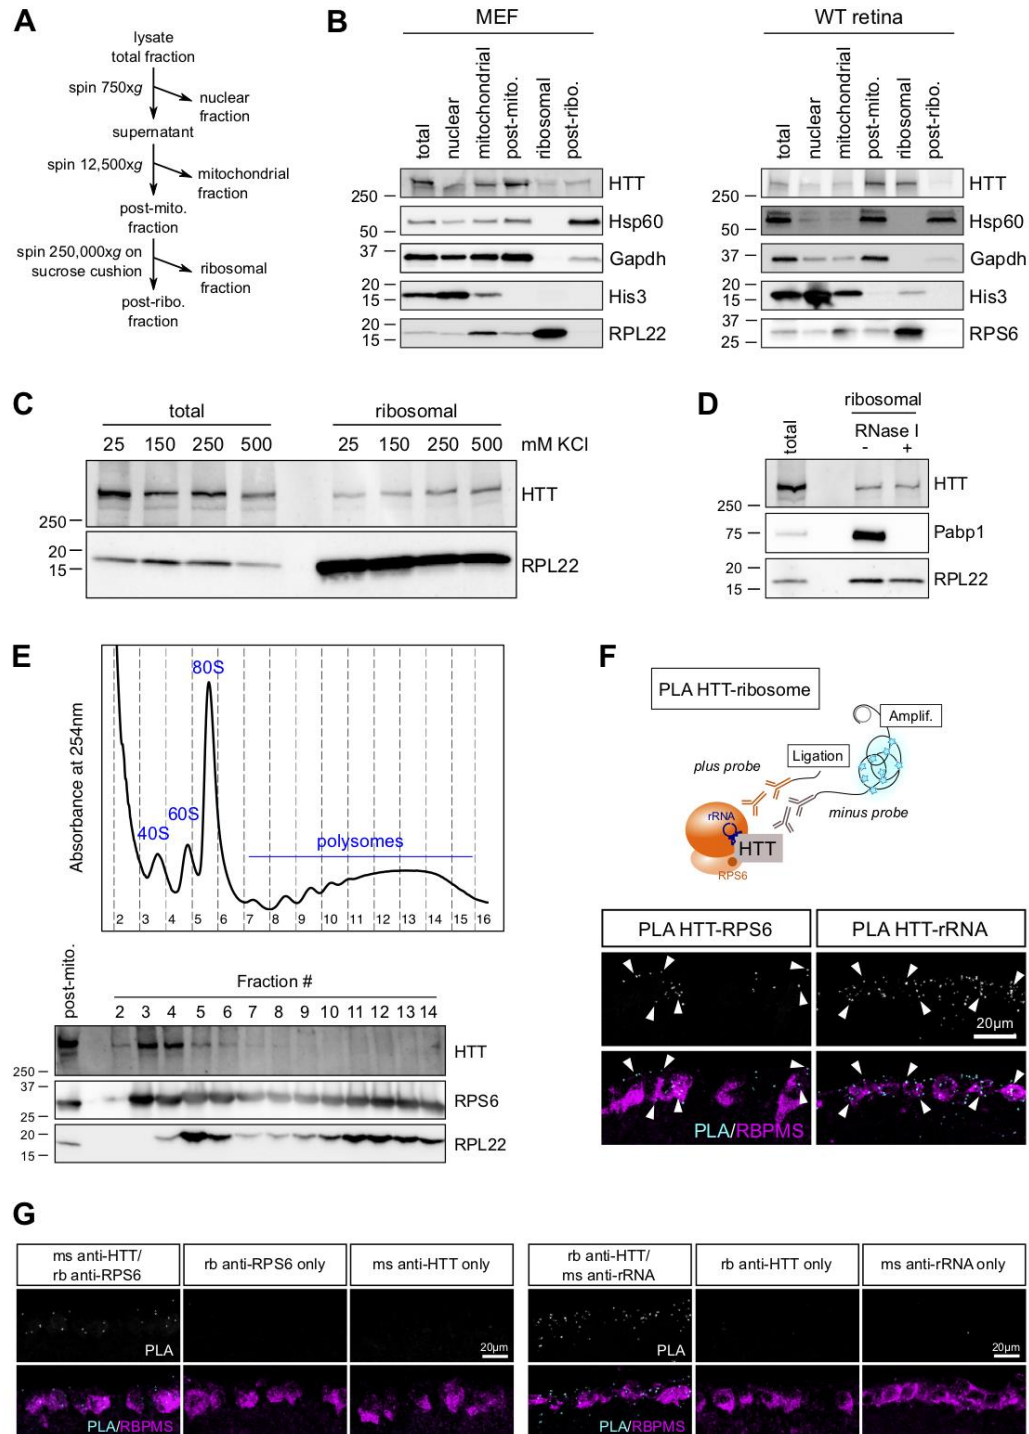 A
lysate
total fraction
spin 750xg
nuclear
fraction
supernatant
spin 12,500xg
mitochondrial
fraction
post-mito.
fraction
spin 250,000xg on
sucrose cushion
ribosomal
fraction
post-ribo.
fraction
B
MEF
total
nuclear
mitochondrial
post-mito.
ribosomal
post-ribo.
250
HTT
50
Hsp60
37
Gapdh
20
15
His3
20
15
RPL22
WT retina
total
nuclear
mitochondrial
post-mito.
ribosomal
post-ribo.
250
HTT
50
Hsp60
37
Gapdh
20
15
His3
37
25
RPS6
C
total ribosomal
25 150 250 500 25 150 250 500 mM KCl
250
HTT
20
15
RPL22
D
ribosomal
total
RNase I
- +
250
HTT
75
Pabp1
20
15
RPL22
E
Absorbance at 254nm
40S
60S
80S
polysomes
2 3 4 5 6 7 8 9 10 11 12 13 14 15 16
post-mito.
Fraction #
2 3 4 5 6 7 8 9 10 11 12 13 14
250
HTT
37
25
RPS6
20
15
RPL22
F
PLA HTT-ribosome
Amplif.
Ligation
plus probe
minus probe
rRNA
HTT
RPS6
PLA HTT-RPS6
PLA HTT-rRNA
20µm
PLA/RBPMS
G
ms anti-HTT/
rb anti-RPS6
rb anti-RPS6 only
ms anti-HTT only
rb anti-HTT/
ms anti-rRNA
rb anti-HTT only
ms anti-rRNA only
PLA
20µm
PLA
20µm
PLA/RBPMS
PLA/RBPMS